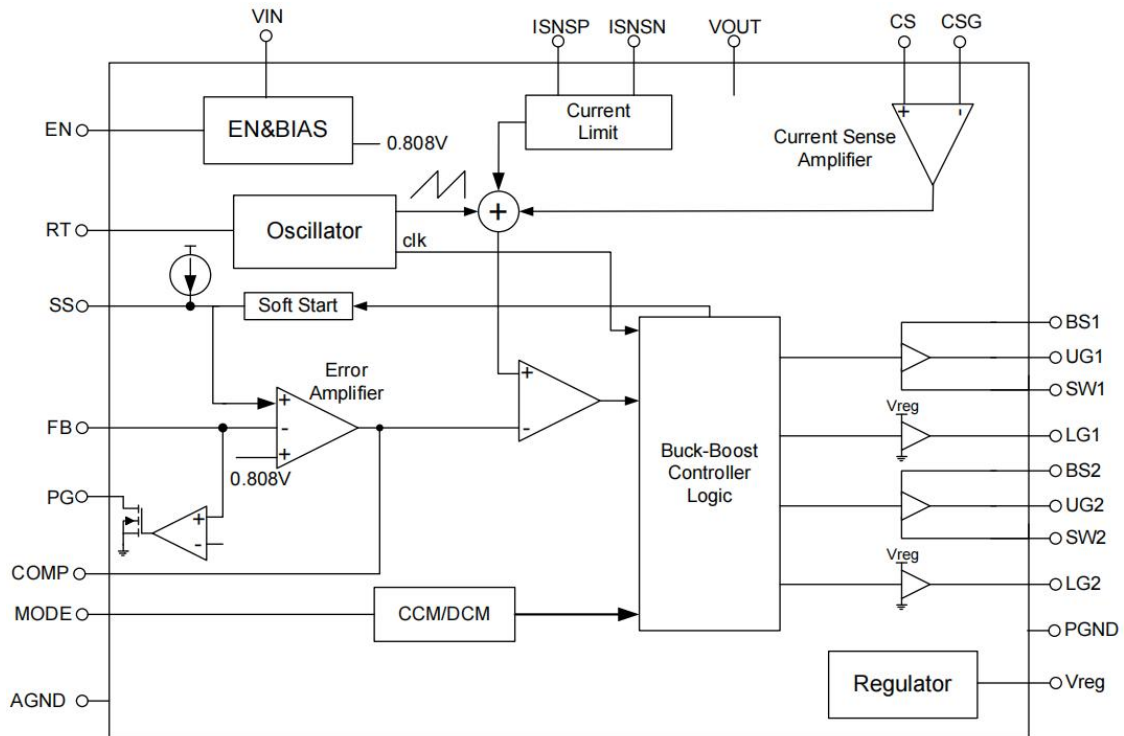 VIN
ISNSP
ISNSN
VOUT
CS
CSG
EN
EN&BIAS
0.808V
Current
Limit
+
-
Current Sense
Amplifier
RT
Oscillator
clk
+
SS
Soft Start
BS1
UG1
SW1
Error
Amplifier
+
+
-
FB
-
+
0.808V
Vreg
LG1
Buck-Boost
Controller
Logic
BS2
PG
+
-
UG2
SW2
Vreg
COMP
LG2
MODE
CCM/DCM
PGND
Regulator
Vreg
AGND